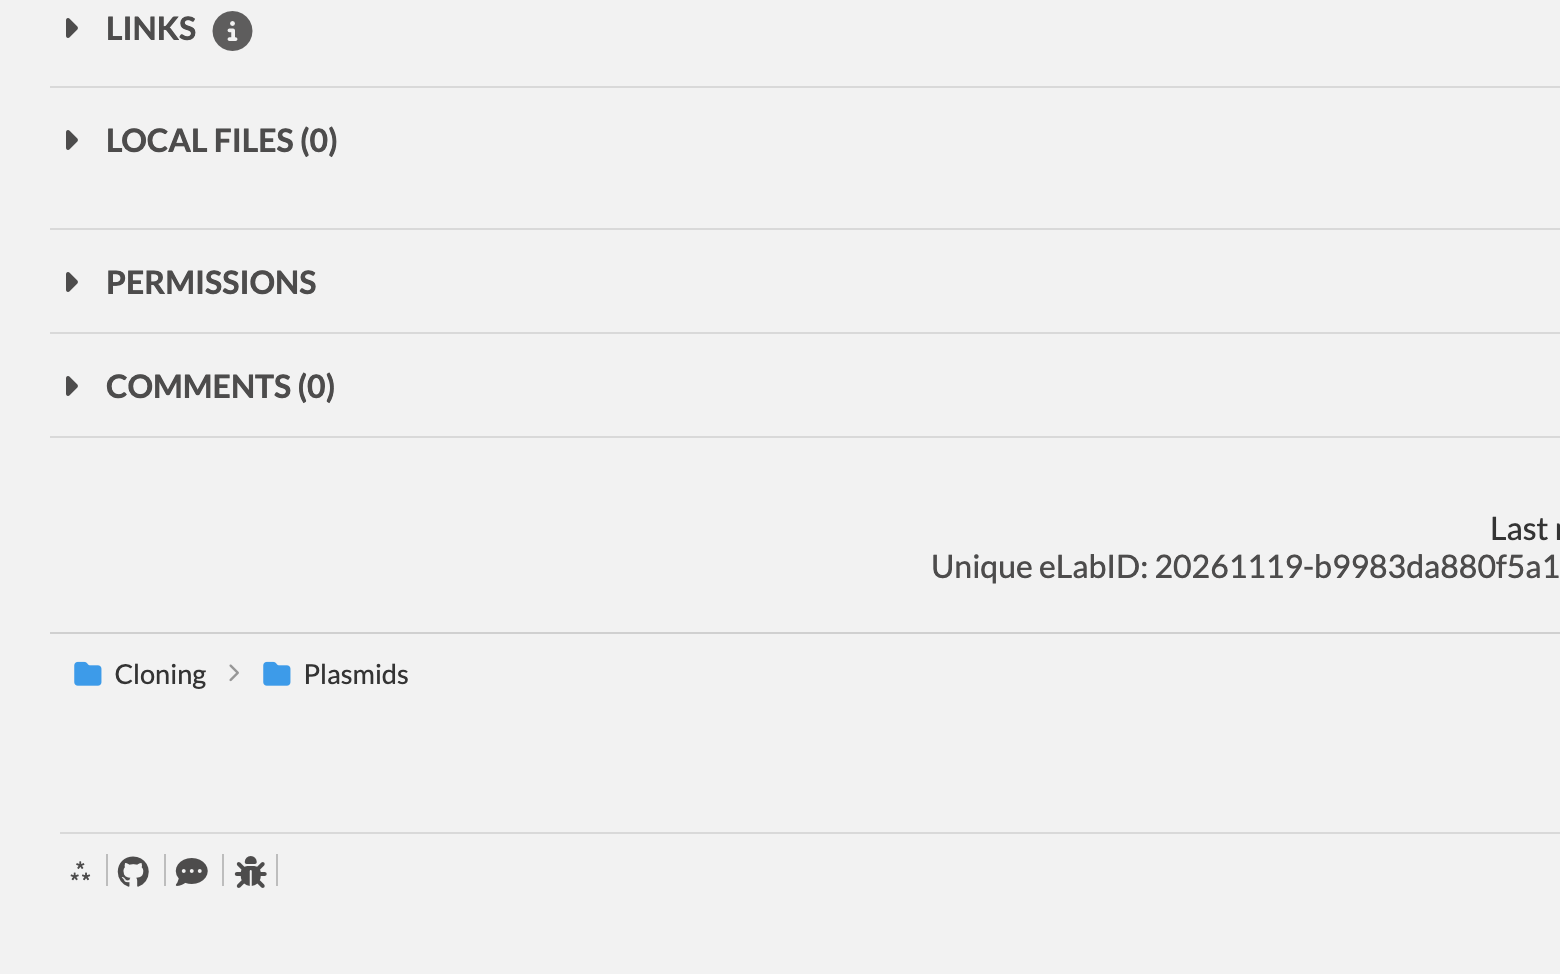 LINKS
LOCAL FILES (0)
PERMISSIONS
COMMENTS (0)
Last
Unique eLabID: 20261119-b9983da880f5a1
Cloning > Plasmids